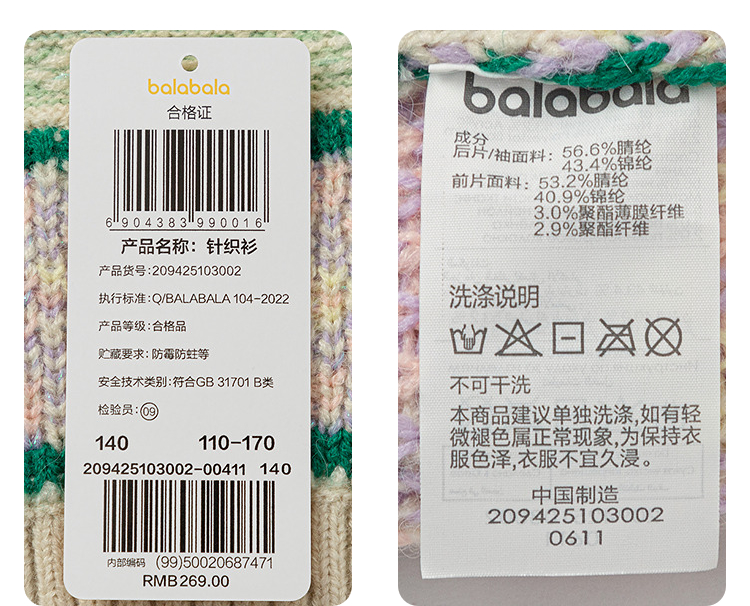 balabala
合格证
6 904383 990016
产品名称：针织衫
产品货号:209425103002
执行标准:Q/BALABALA 104-2022
产品等级:合格品
贮藏要求:防霉防蛀等
安全技术类别:符合GB 31701 B类
检验员:09
140 110-170
209425103002-00411 140
内部编码 (99)50020687471
RMB269.00
balabala
成分
后片/袖面料：56.6%腈纶
43.4%锦纶
前片面料：53.2%腈纶
40.9%锦纶
3.0%聚酯薄膜纤维
2.9%聚酯纤维
洗涤说明
不可干洗
本商品建议单独洗涤,如有轻
微褪色属正常现象,为保持衣
服色泽,衣服不宜久浸。
中国制造
209425103002
0611